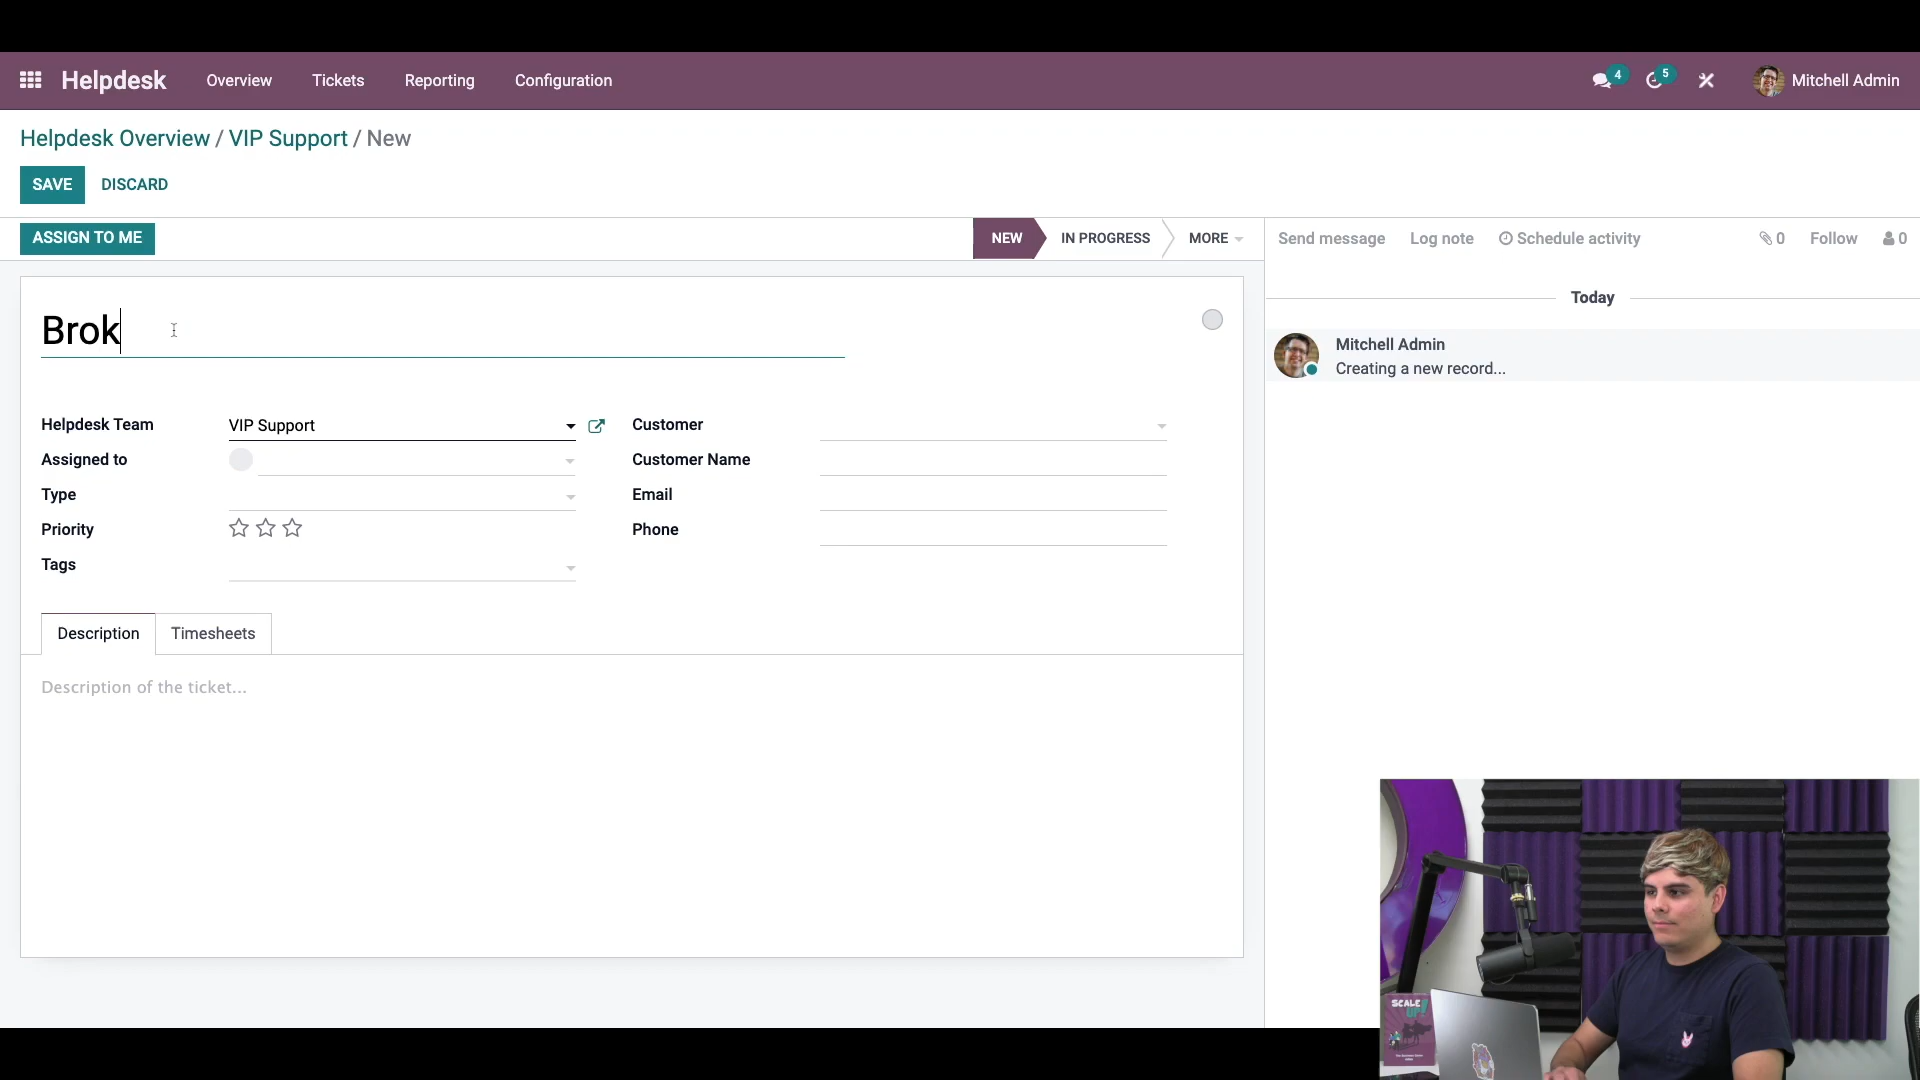 Helpdesk Overview Tickets Reporting Configuration 4 5 Mitchell Admin
Helpdesk Overview / VIP Support / New
SAVE DISCARD
ASSIGN TO ME NEW IN PROGRESS MORE Send message Log note Schedule activity 0 Follow 0
Brok
Today
Mitchell Admin
Creating a new record...
Helpdesk Team VIP Support Customer
Assigned to Customer Name
Type Email
Priority Phone
Tags
Description Timesheets
Description of the ticket...
SCALE
UP!